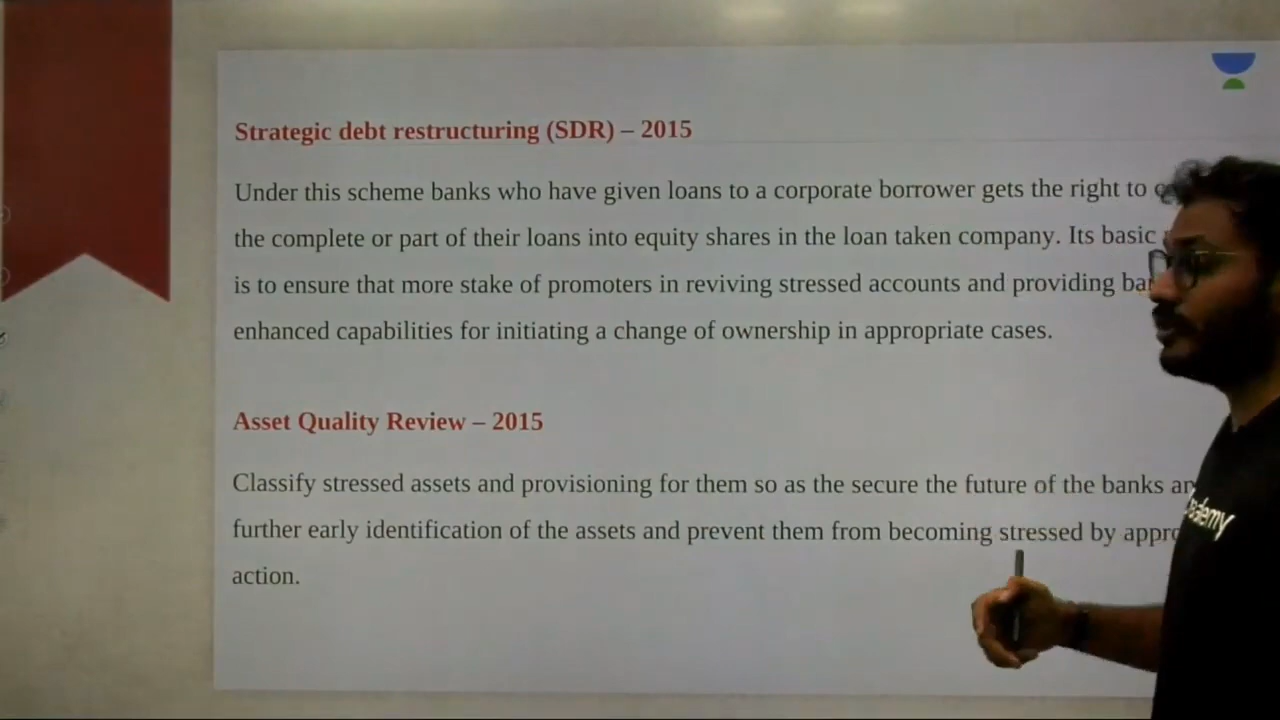 Strategic debt restructuring (SDR) – 2015
Under this scheme banks who have given loans to a corporate borrower gets the right to
the complete or part of their loans into equity shares in the loan taken company. Its basic
is to ensure that more stake of promoters in reviving stressed accounts and providing
enhanced capabilities for initiating a change of ownership in appropriate cases.
Asset Quality Review – 2015
Classify stressed assets and provisioning for them so as the secure the future of the banks
further early identification of the assets and prevent them from becoming stressed by
action.